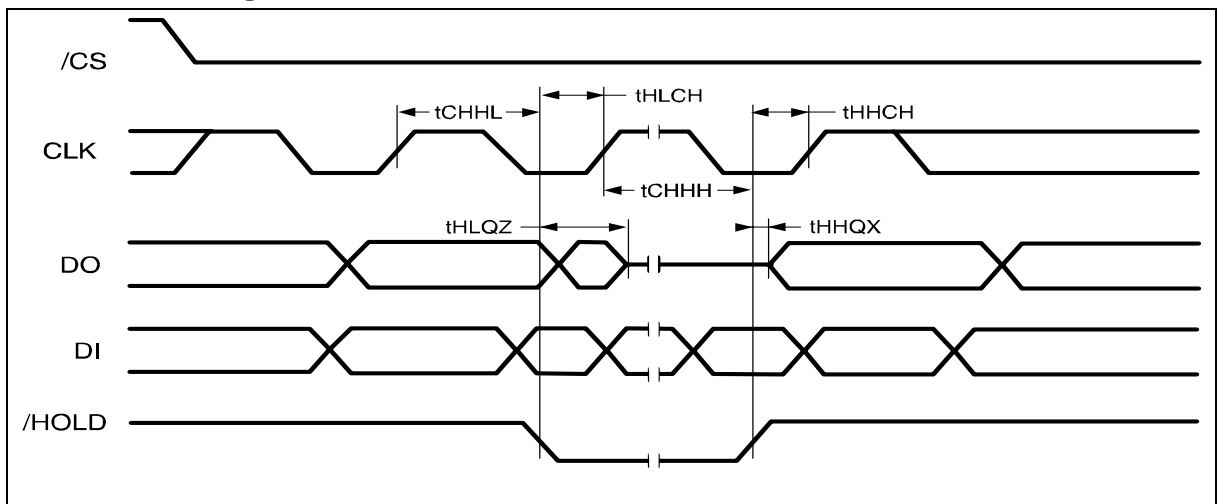 /CS
tHLCH
tCHHL
tHHCH
CLK
tCHHH
tHLQZ
tHHQX
DO
DI
/HOLD